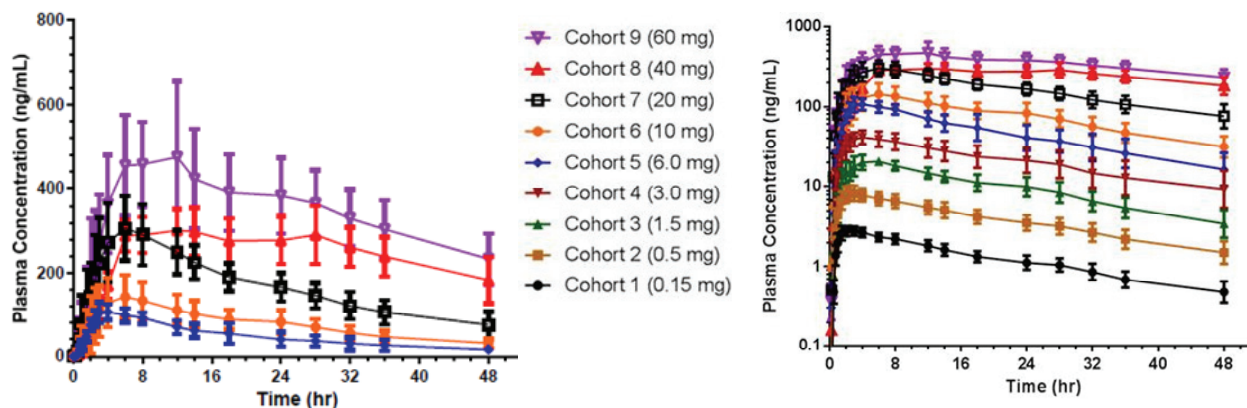 800
600
400
200
0
Plasma Concentration (ng/mL)
0 8 16 24 32 40 48
Time (hr)
Cohort 9 (60 mg)
Cohort 8 (40 mg)
Cohort 7 (20 mg)
Cohort 6 (10 mg)
Cohort 5 (6.0 mg)
Cohort 4 (3.0 mg)
Cohort 3 (1.5 mg)
Cohort 2 (0.5 mg)
Cohort 1 (0.15 mg)
1000
100
10
1
0.1
Plasma Concentration (ng/mL)
0 8 16 24 32 40 48
Time (hr)